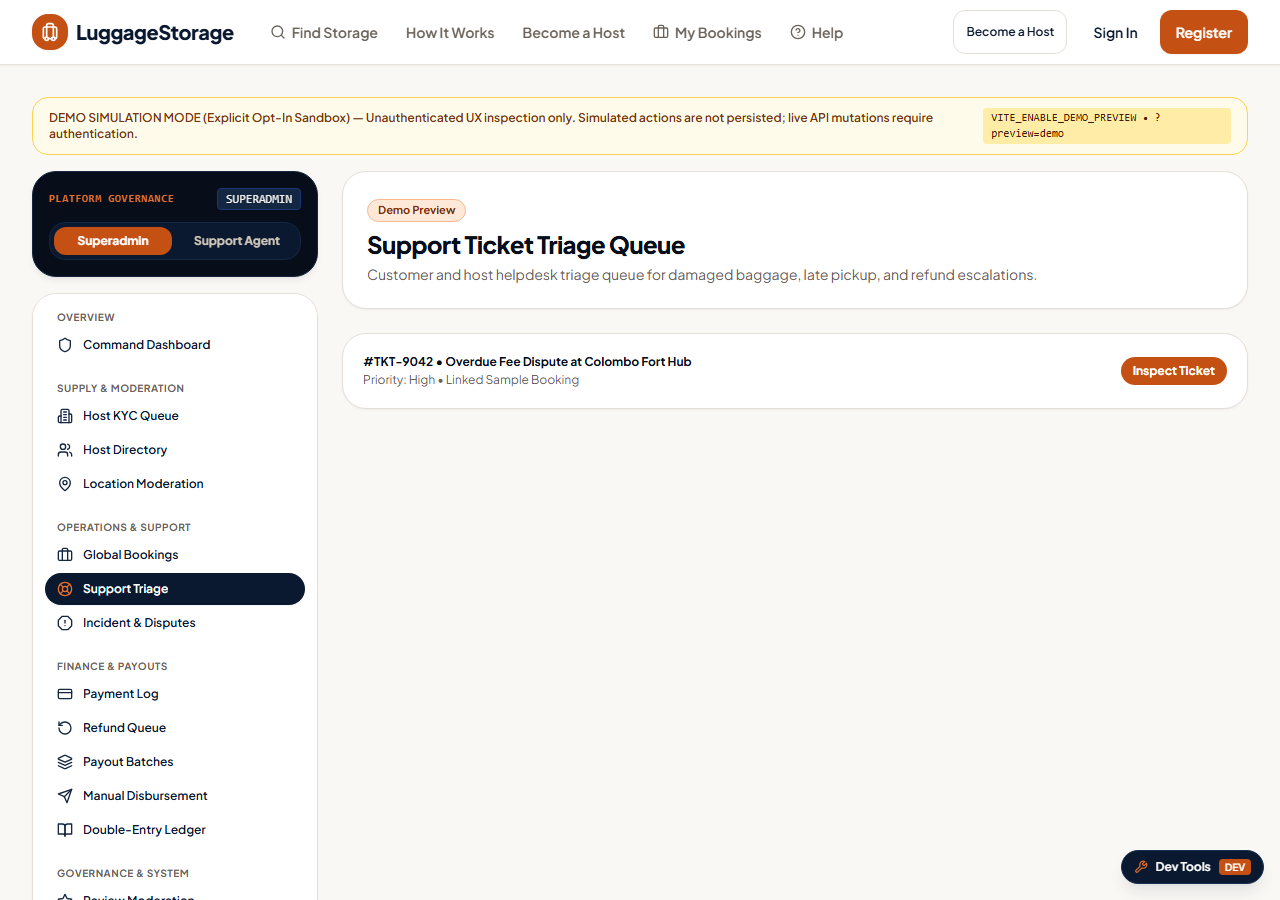 LuggageStorage
Find Storage
How It Works
Become a Host
My Bookings
Help
Become a Host
Sign In
Register
DEMO SIMULATION MODE (Explicit Opt-In Sandbox) — Unauthenticated UX inspection only. Simulated actions are not persisted; live API mutations require
authentication.
VITE_ENABLE_DEMO_PREVIEW • ?
preview=demo
PLATFORM GOVERNANCE
SUPERADMIN
Superadmin
Support Agent
OVERVIEW
Command Dashboard
SUPPLY & MODERATION
Host KYC Queue
Host Directory
Location Moderation
OPERATIONS & SUPPORT
Global Bookings
Support Triage
Incident & Disputes
FINANCE & PAYOUTS
Payment Log
Refund Queue
Payout Batches
Manual Disbursement
Double-Entry Ledger
GOVERNANCE & SYSTEM
Review Moderation
Demo Preview
Support Ticket Triage Queue
Customer and host helpdesk triage queue for damaged baggage, late pickup, and refund escalations.
#TKT-9042 • Overdue Fee Dispute at Colombo Fort Hub
Priority: High • Linked Sample Booking
Inspect Ticket
Dev Tools
DEV